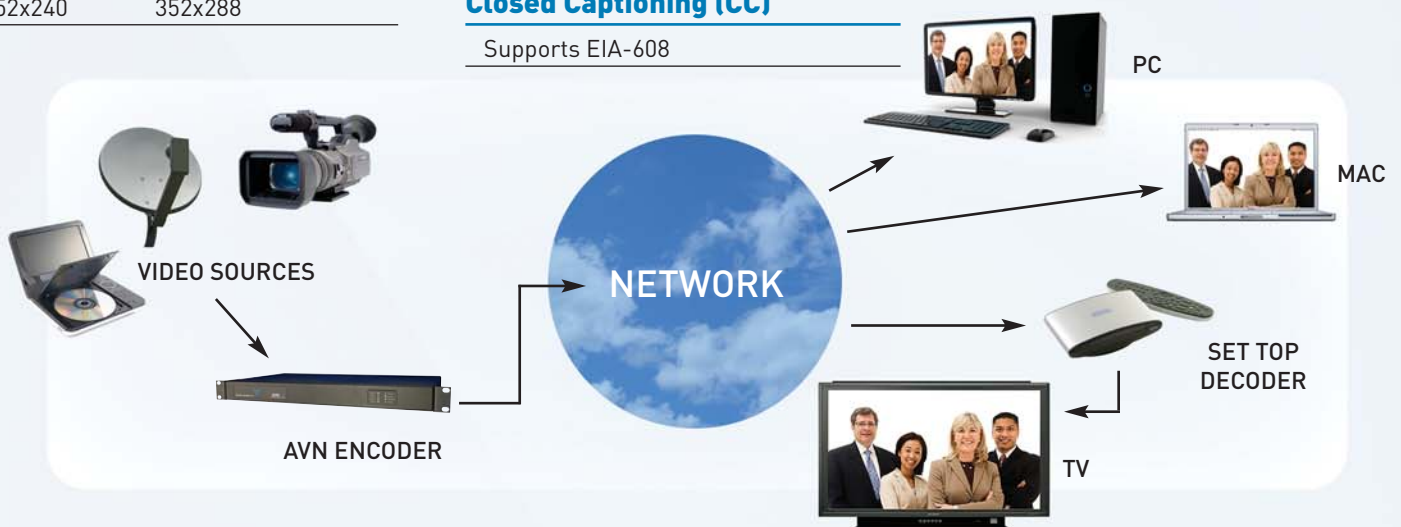 352x288
Closed Captioning (CC)
Supports EIA-608
PC
MAC
VIDEO SOURCES
NETWORK
SET TOP
DECODER
AVN ENCODER
TV